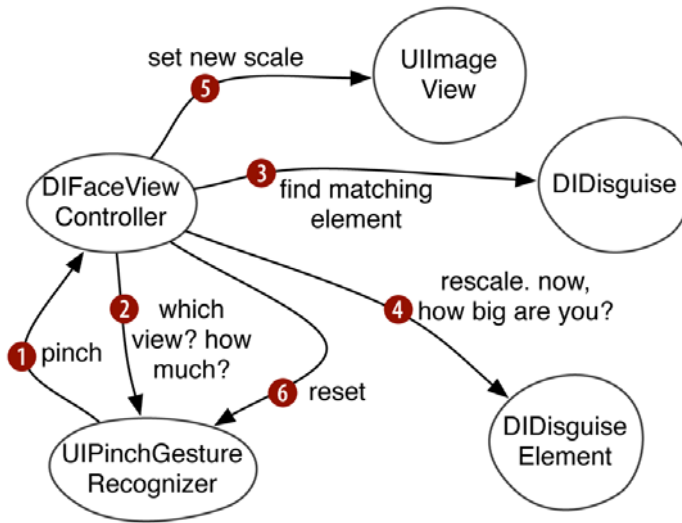 set new scale
5
UIImage
View
DIFaceView
Controller
3
find matching
element
DIDisguise
2
which
view? how
much?
1
pinch
rescale. now,
how big are you?
4
6
reset
UIPinchGesture
Recognizer
DIDisguise
Element